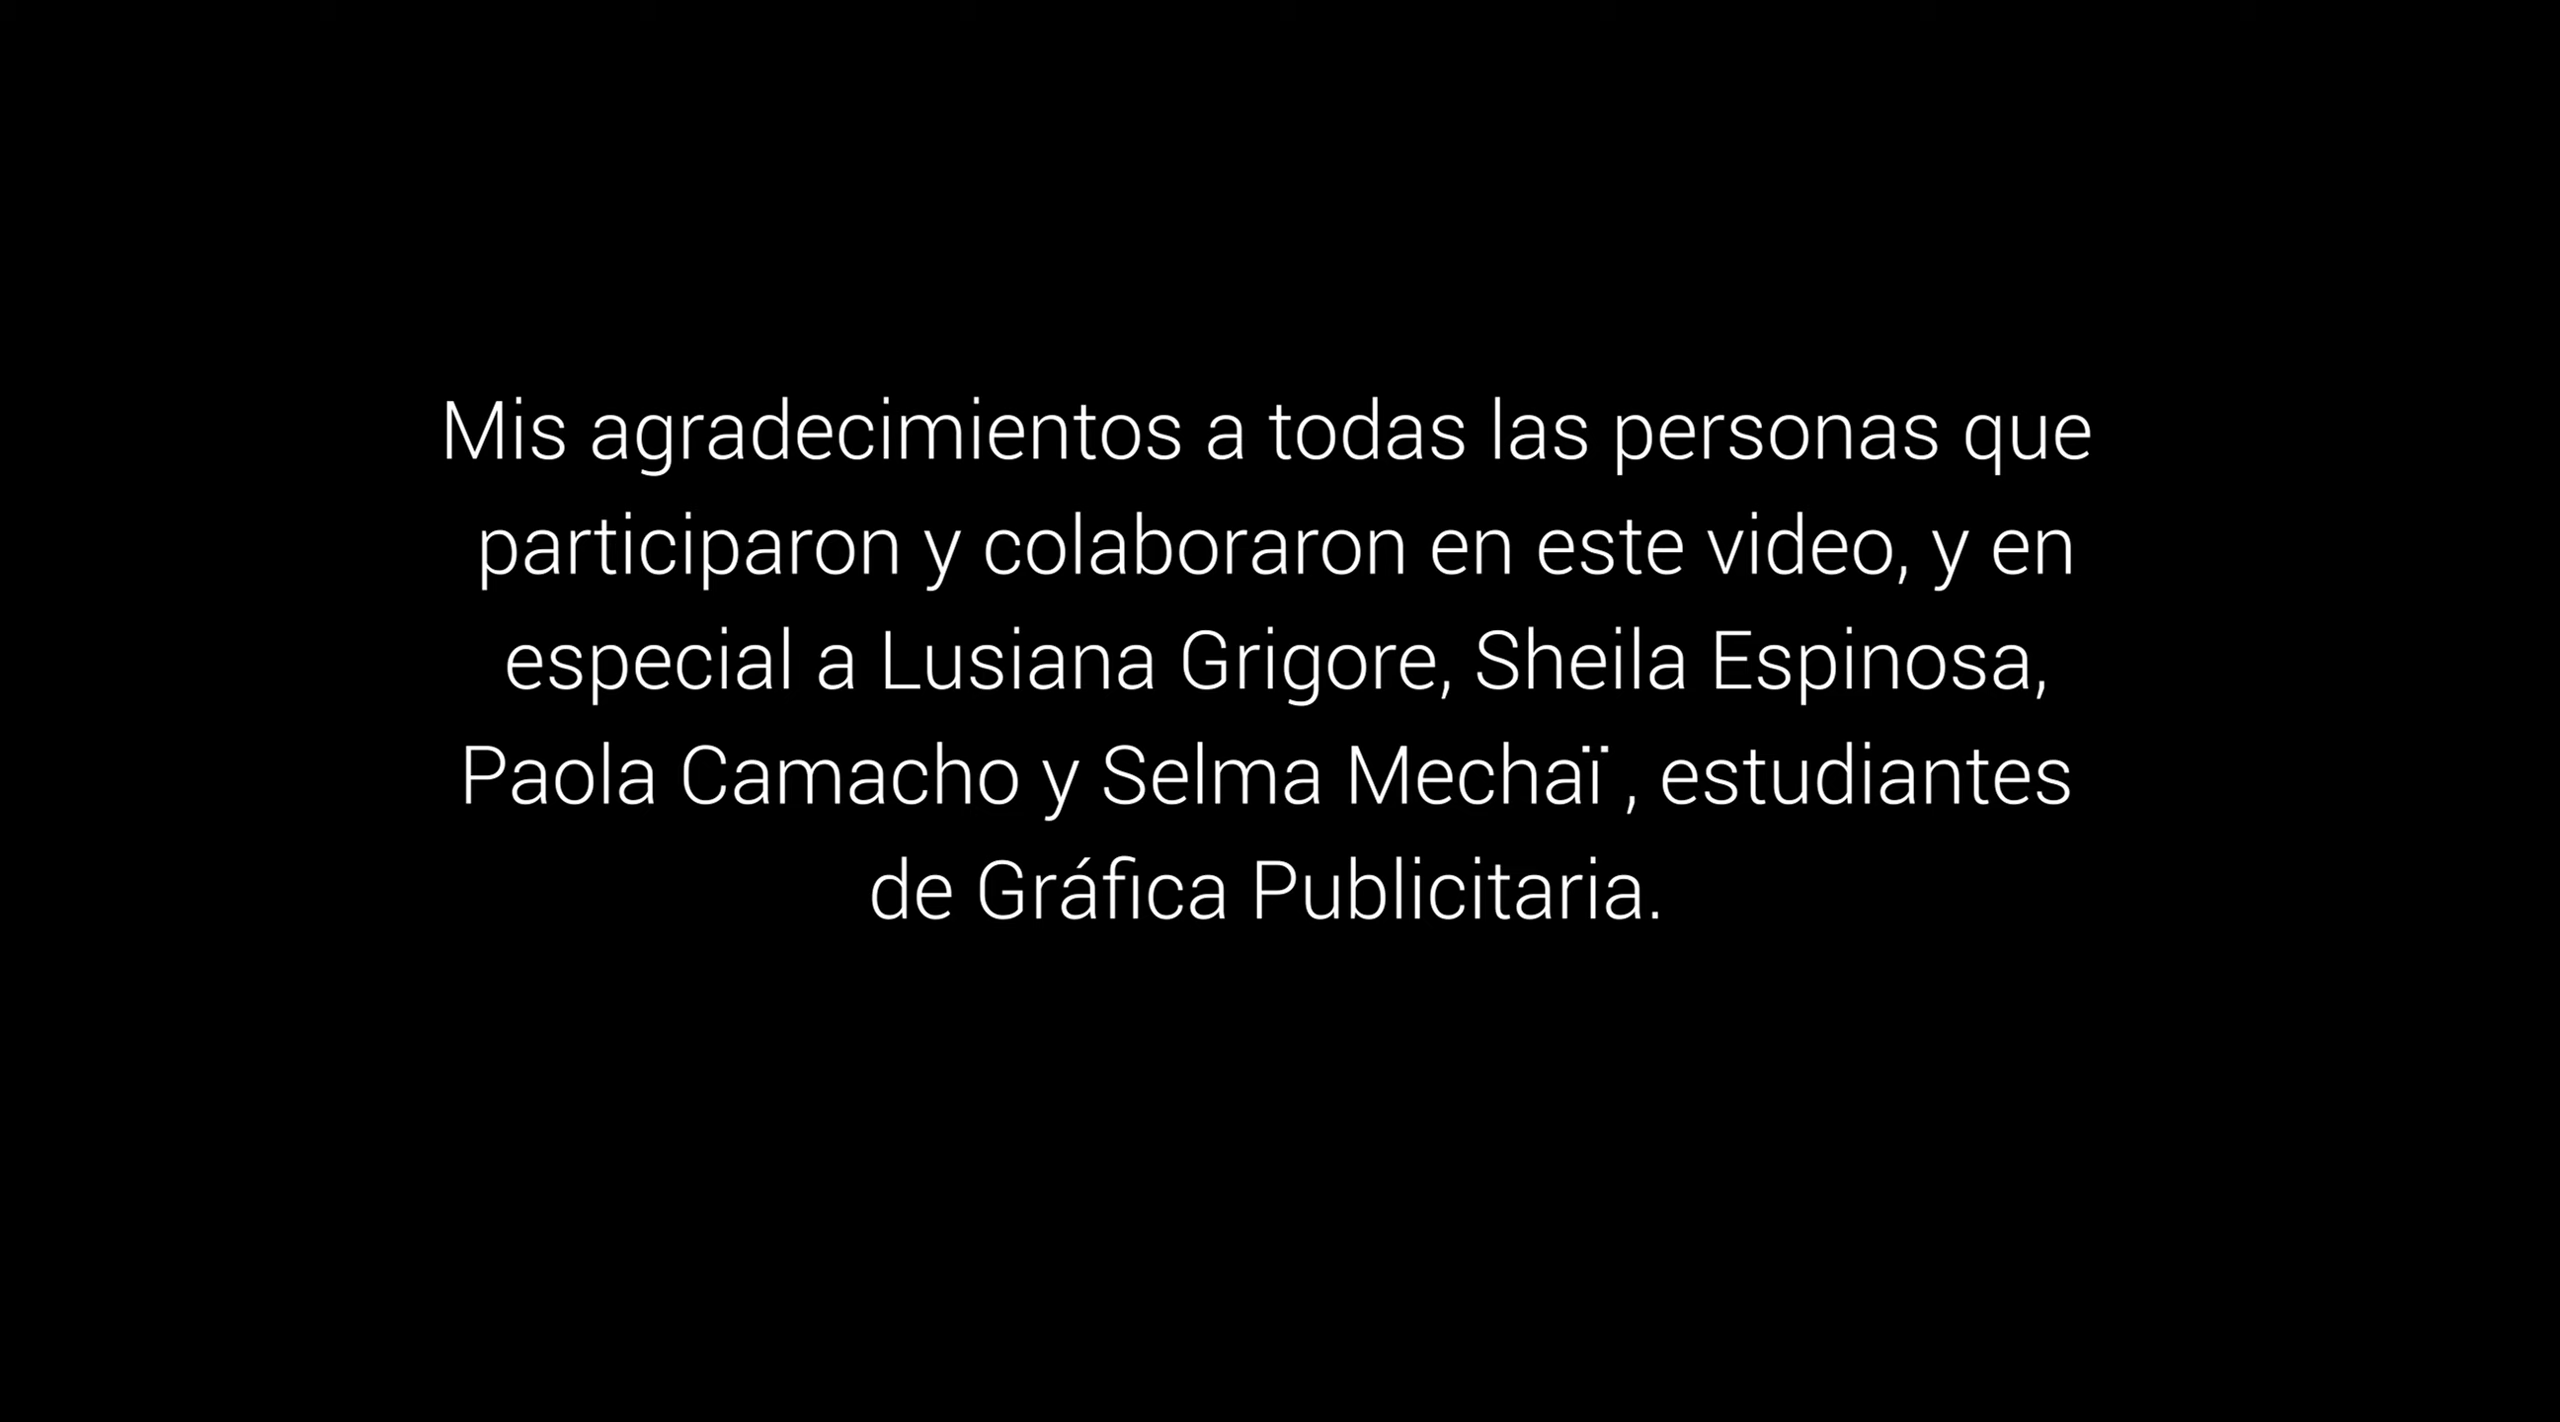 Mis agradecimientos a todas las personas que
participaron y colaboraron en este video, y en
especial a Lusiana Grigore, Sheila Espinosa,
Paola Camacho y Selma Mechaï , estudiantes
de Gráfica Publicitaria.